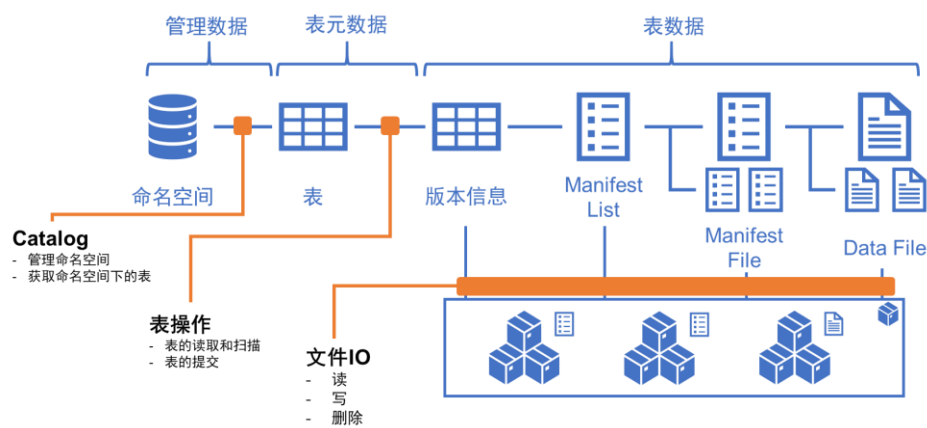 管理数据
表元数据
表数据
命名空间
表
版本信息
Manifest
List
Manifest
File
Data File
Catalog
- 管理命名空间
- 获取命名空间下的表
表操作
- 表的读取和扫描
- 表的提交
文件IO
- 读
- 写
- 删除